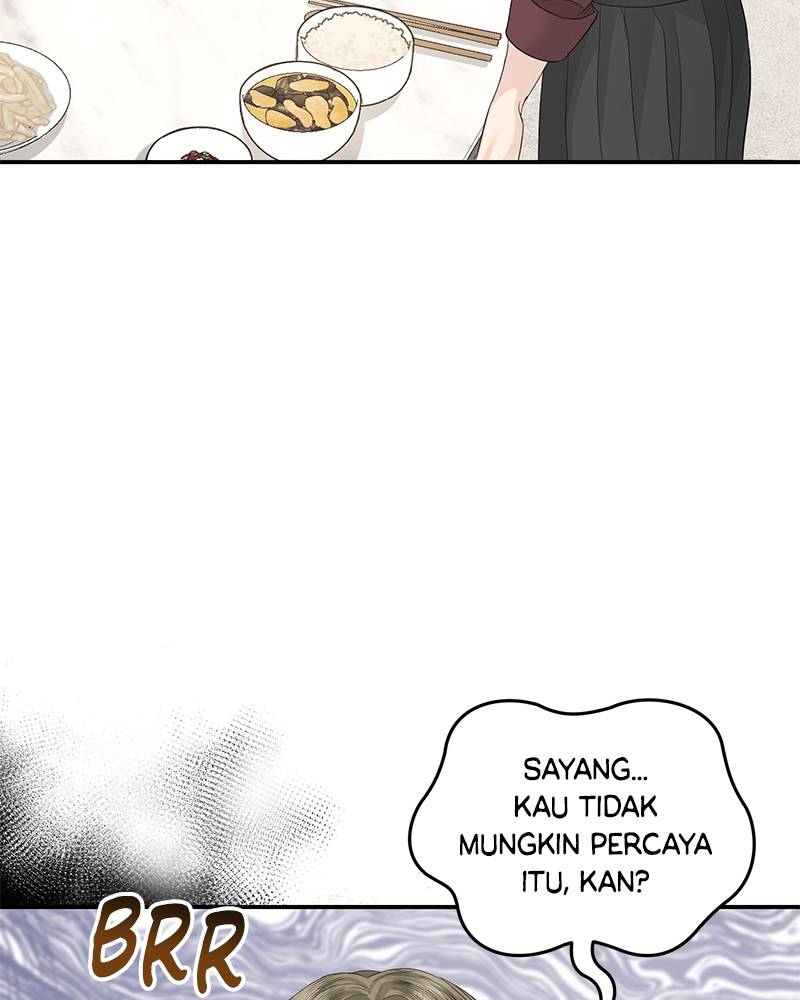 SAYANG...
KAU TIDAK
MUNGKIN PERCAYA
ITU, KAN?
BRR